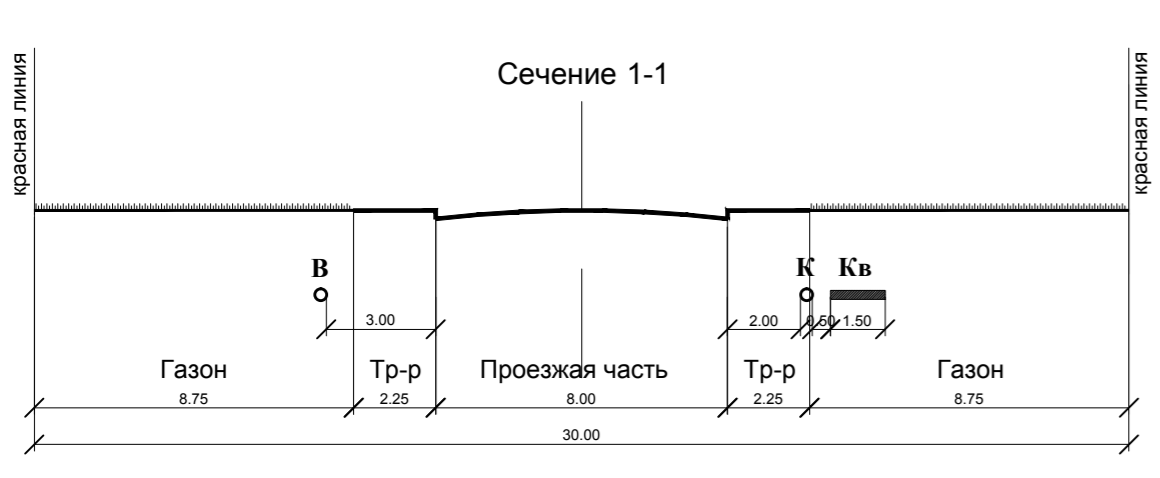 Сечение 1-1
красная линия
красная линия
В
К Кв
3.00 2.00 0.50 1.50
Газон Тр-р Проезжая часть Тр-р Газон
8.75 2.25 8.00 2.25 8.75
30.00